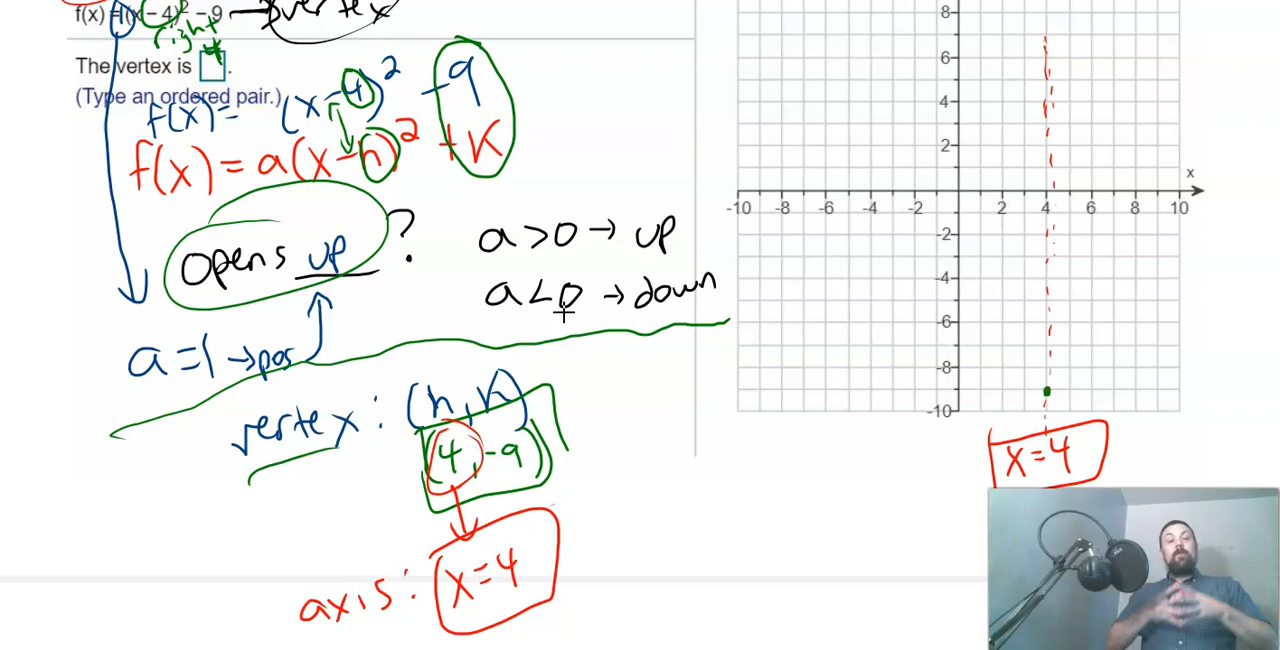 f(x) = (x - 4)² - 9 → vertex
right 4
The vertex is .
(Type an ordered pair.)
f(x) = (x - 4)² - 9
f(x) = a(x - h)² + K
opens up ?
a > 0 → up
a < 0 → down
a = 1 → pos
vertex : (h, K)
(4, -9)
axis : x = 4
8
6
4
2
x
-10 -8 -6 -4 -2 2 4 6 8 10
-2
-4
-6
-8
-10
x = 4